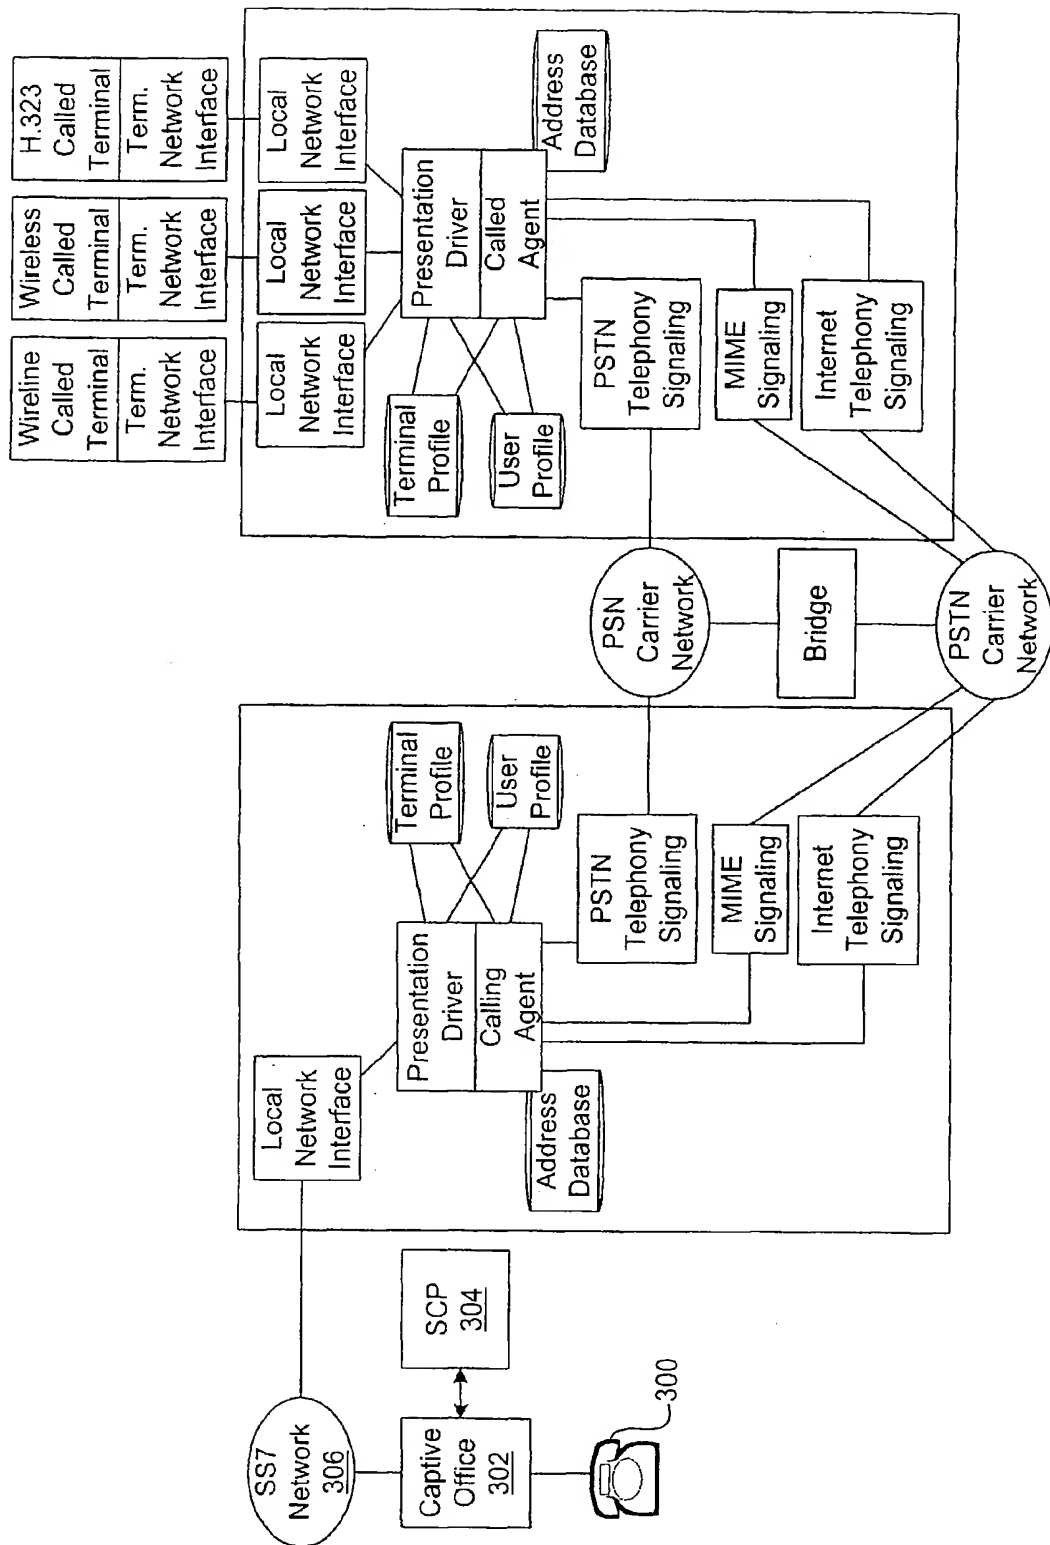 SS7
Network
306
Captive
Office
302
SCP
304
300
Local
Network
Interface
Presentation
Driver
Calling
Agent
Address
Database
Terminal
Profile
User
Profile
PSTN
Telephony
Signaling
MIME
Signaling
Internet
Telephony
Signaling
PSN
Carrier
Network
Bridge
PSTN
Carrier
Network
Wireline
Called
Terminal
Term.
Network
Interface
Wireless
Called
Terminal
Term.
Network
Interface
H.323
Called
Terminal
Term.
Network
Interface
Local
Network
Interface
Local
Network
Interface
Local
Network
Interface
Presentation
Driver
Called
Agent
Address
Database
Terminal
Profile
User
Profile
PSTN
Telephony
Signaling
MIME
Signaling
Internet
Telephony
Signaling